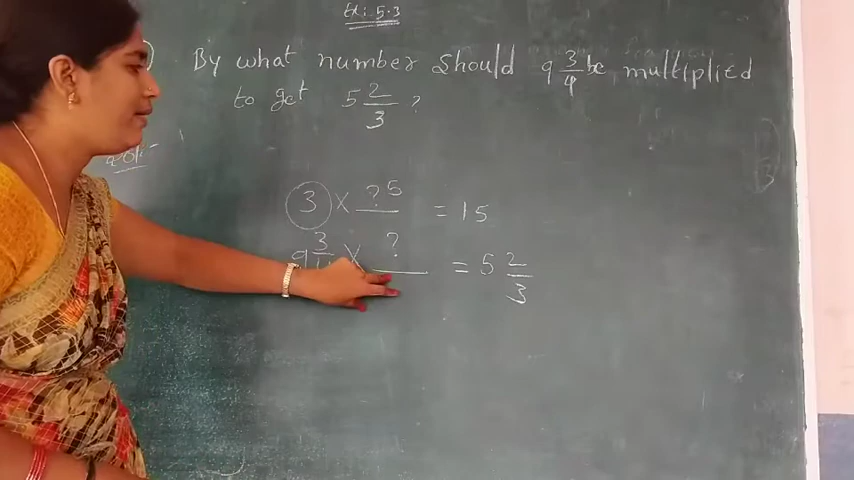 Ex: 5.3
By what number should 9 3/4 be multiplied
to get 5 2/3 ?
Sol:-
3 × ? 5 = 15
9 3/4 × ? = 5 2/3